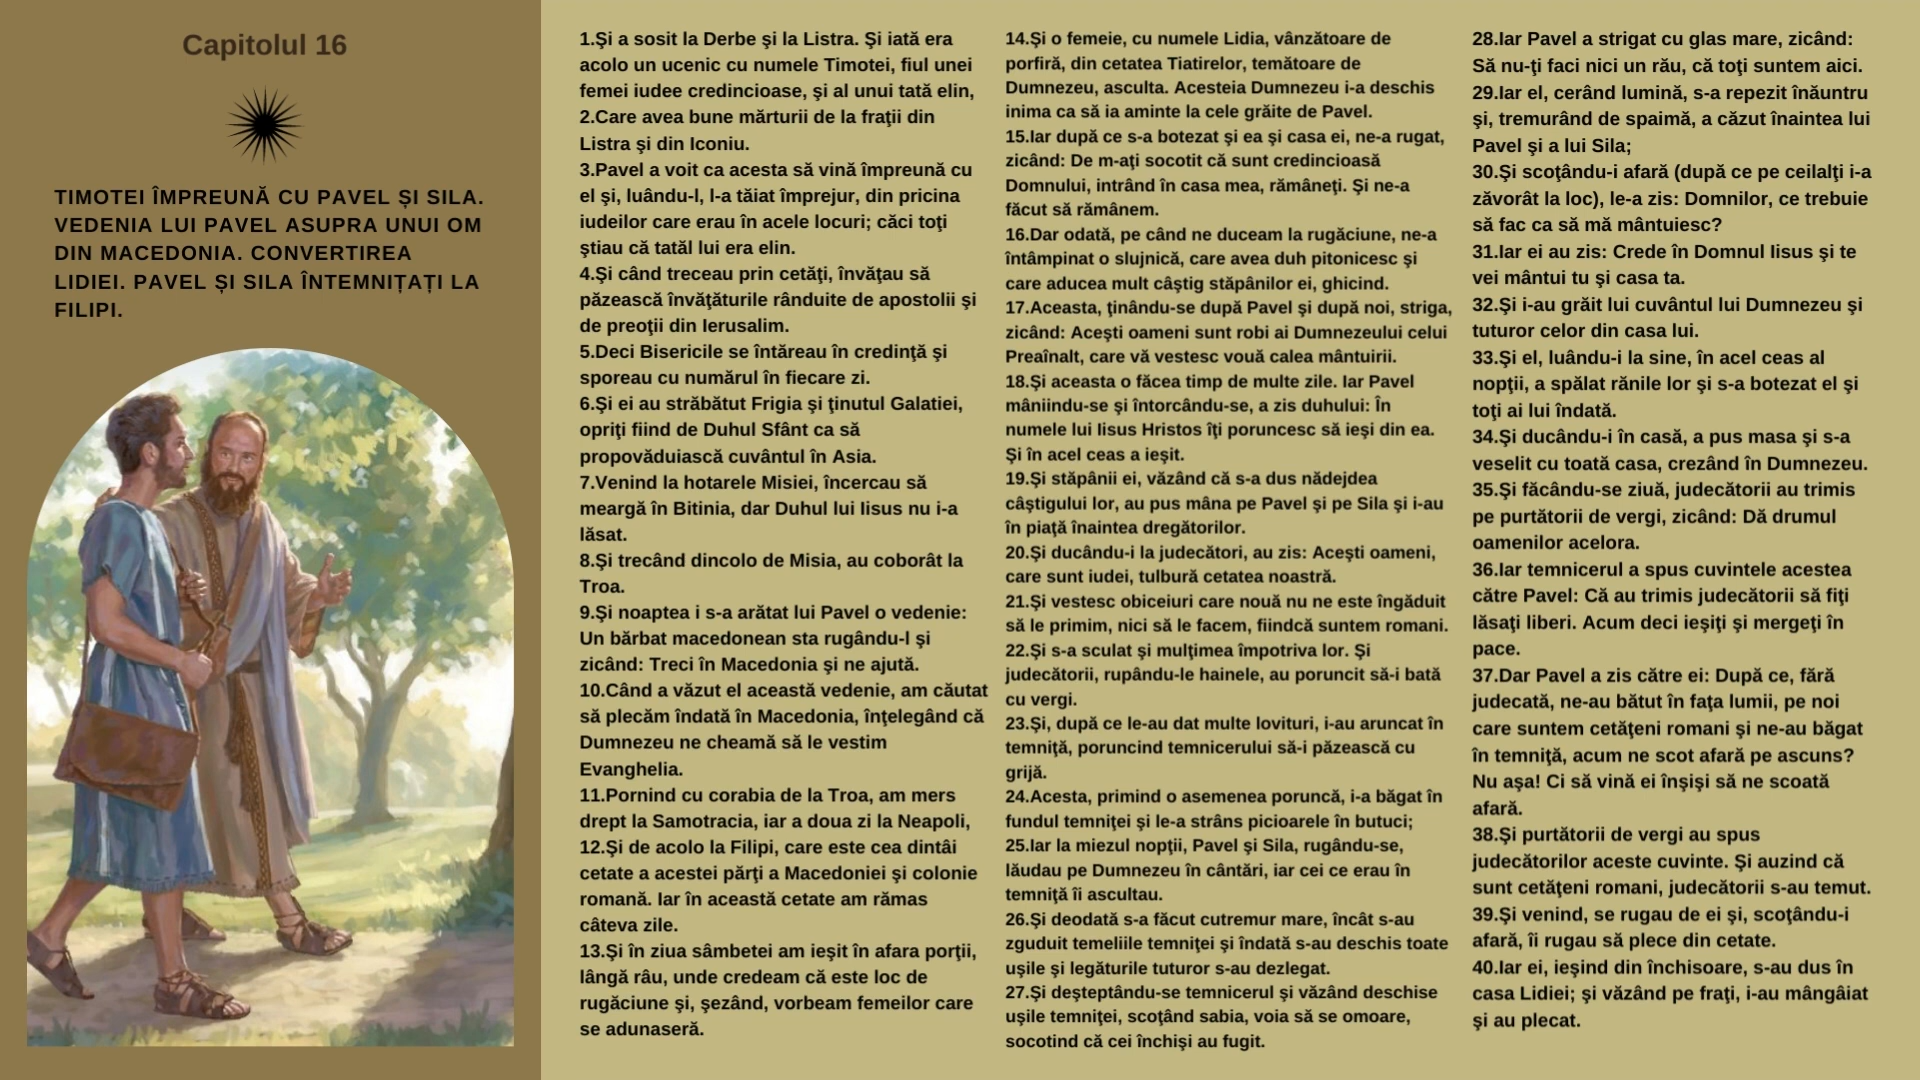 Capitolul 16
TIMOTEI ÎMPREUNĂ CU PAVEL ȘI SILA.
VEDENIA LUI PAVEL ASUPRA UNUI OM
DIN MACEDONIA. CONVERTIREA
LIDIEI. PAVEL ȘI SILA ÎNTEMNIȚAȚI LA
FILIPI.
1.Şi a sosit la Derbe şi la Listra. Şi iată era
acolo un ucenic cu numele Timotei, fiul unei
femei iudee credincioase, şi al unui tată elin,
2.Care avea bune mărturii de la fraţii din
Listra şi din Iconiu.
3.Pavel a voit ca acesta să vină împreună cu
el şi, luându-l, l-a tăiat împrejur, din pricina
iudeilor care erau în acele locuri; căci toţi
ştiau că tatăl lui era elin.
4.Şi când treceau prin cetăţi, învăţau să
păzească învăţăturile rânduite de apostolii şi
de preoţii din Ierusalim.
5.Deci Bisericile se întăreau în credinţă şi
sporeau cu numărul în fiecare zi.
6.Şi ei au străbătut Frigia şi ţinutul Galatiei,
opriţi fiind de Duhul Sfânt ca să
propovăduiască cuvântul în Asia.
7.Venind la hotarele Misiei, încercau să
meargă în Bitinia, dar Duhul lui Iisus nu i-a
lăsat.
8.Şi trecând dincolo de Misia, au coborât la
Troa.
9.Şi noaptea i s-a arătat lui Pavel o vedenie:
Un bărbat macedonean sta rugându-l şi
zicând: Treci în Macedonia şi ne ajută.
10.Când a văzut el această vedenie, am căutat
să plecăm îndată în Macedonia, înţelegând că
Dumnezeu ne cheamă să le vestim
Evanghelia.
11.Pornind cu corabia de la Troa, am mers
drept la Samotracia, iar a doua zi la Neapoli,
12.Şi de acolo la Filipi, care este cea dintâi
cetate a acestei părţi a Macedoniei şi colonie
romană. Iar în această cetate am rămas
câteva zile.
13.Şi în ziua sâmbetei am ieşit în afara porţii,
lângă râu, unde credeam că este loc de
rugăciune şi, şezând, vorbeam femeilor care
se adunaseră.
14.Şi o femeie, cu numele Lidia, vânzătoare de
porfiră, din cetatea Tiatirelor, temătoare de
Dumnezeu, asculta. Acesteia Dumnezeu i-a deschis
inima ca să ia aminte la cele grăite de Pavel.
15.Iar după ce s-a botezat şi ea şi casa ei, ne-a rugat,
zicând: De m-aţi socotit că sunt credincioasă
Domnului, intrând în casa mea, rămâneţi. Şi ne-a
făcut să rămânem.
16.Dar odată, pe când ne duceam la rugăciune, ne-a
întâmpinat o slujnică, care avea duh pitonicesc şi
care aducea mult câştig stăpânilor ei, ghicind.
17.Aceasta, ţinându-se după Pavel şi după noi, striga,
zicând: Aceşti oameni sunt robi ai Dumnezeului celui
Preaînalt, care vă vestesc vouă calea mântuirii.
18.Şi aceasta o făcea timp de multe zile. Iar Pavel
mâniindu-se şi întorcându-se, a zis duhului: În
numele lui Iisus Hristos îţi poruncesc să ieşi din ea.
Şi în acel ceas a ieşit.
19.Şi stăpânii ei, văzând că s-a dus nădejdea
câştigului lor, au pus mâna pe Pavel şi pe Sila şi i-au
în piaţă înaintea dregătorilor.
20.Şi ducându-i la judecători, au zis: Aceşti oameni,
care sunt iudei, tulbură cetatea noastră.
21.Şi vestesc obiceiuri care nouă nu ne este îngăduit
să le primim, nici să le facem, fiindcă suntem romani.
22.Şi s-a sculat şi mulţimea împotriva lor. Şi
judecătorii, rupându-le hainele, au poruncit să-i bată
cu vergi.
23.Şi, după ce le-au dat multe lovituri, i-au aruncat în
temniţă, poruncind temnicerului să-i păzească cu
grijă.
24.Acesta, primind o asemenea poruncă, i-a băgat în
fundul temniţei şi le-a strâns picioarele în butuci;
25.Iar la miezul nopţii, Pavel şi Sila, rugându-se,
lăudau pe Dumnezeu în cântări, iar cei ce erau în
temniţă îi ascultau.
26.Şi deodată s-a făcut cutremur mare, încât s-au
zguduit temeliile temniţei şi îndată s-au deschis toate
uşile şi legăturile tuturor s-au dezlegat.
27.Şi deşteptându-se temnicerul şi văzând deschise
uşile temniţei, scoţând sabia, voia să se omoare,
socotind că cei închişi au fugit.
28.Iar Pavel a strigat cu glas mare, zicând:
Să nu-ţi faci nici un rău, că toţi suntem aici.
29.Iar el, cerând lumină, s-a repezit înăuntru
şi, tremurând de spaimă, a căzut înaintea lui
Pavel şi a lui Sila;
30.Şi scoţându-i afară (după ce pe ceilalţi i-a
zăvorât la loc), le-a zis: Domnilor, ce trebuie
să fac ca să mă mântuiesc?
31.Iar ei au zis: Crede în Domnul Iisus şi te
vei mântui tu şi casa ta.
32.Şi i-au grăit lui cuvântul lui Dumnezeu şi
tuturor celor din casa lui.
33.Şi el, luându-i la sine, în acel ceas al
nopţii, a spălat rănile lor şi s-a botezat el şi
toţi ai lui îndată.
34.Şi ducându-i în casă, a pus masa şi s-a
veselit cu toată casa, crezând în Dumnezeu.
35.Şi făcându-se ziuă, judecătorii au trimis
pe purtătorii de vergi, zicând: Dă drumul
oamenilor acelora.
36.Iar temnicerul a spus cuvintele acestea
către Pavel: Că au trimis judecătorii să fiţi
lăsaţi liberi. Acum deci ieşiţi şi mergeţi în
pace.
37.Dar Pavel a zis către ei: După ce, fără
judecată, ne-au bătut în faţa lumii, pe noi
care suntem cetăţeni romani şi ne-au băgat
în temniţă, acum ne scot afară pe ascuns?
Nu aşa! Ci să vină ei înşişi să ne scoată
afară.
38.Şi purtătorii de vergi au spus
judecătorilor aceste cuvinte. Şi auzind că
sunt cetăţeni romani, judecătorii s-au temut.
39.Şi venind, se rugau de ei şi, scoţându-i
afară, îi rugau să plece din cetate.
40.Iar ei, ieşind din închisoare, s-au dus în
casa Lidiei; şi văzând pe fraţi, i-au mângâiat
şi au plecat.